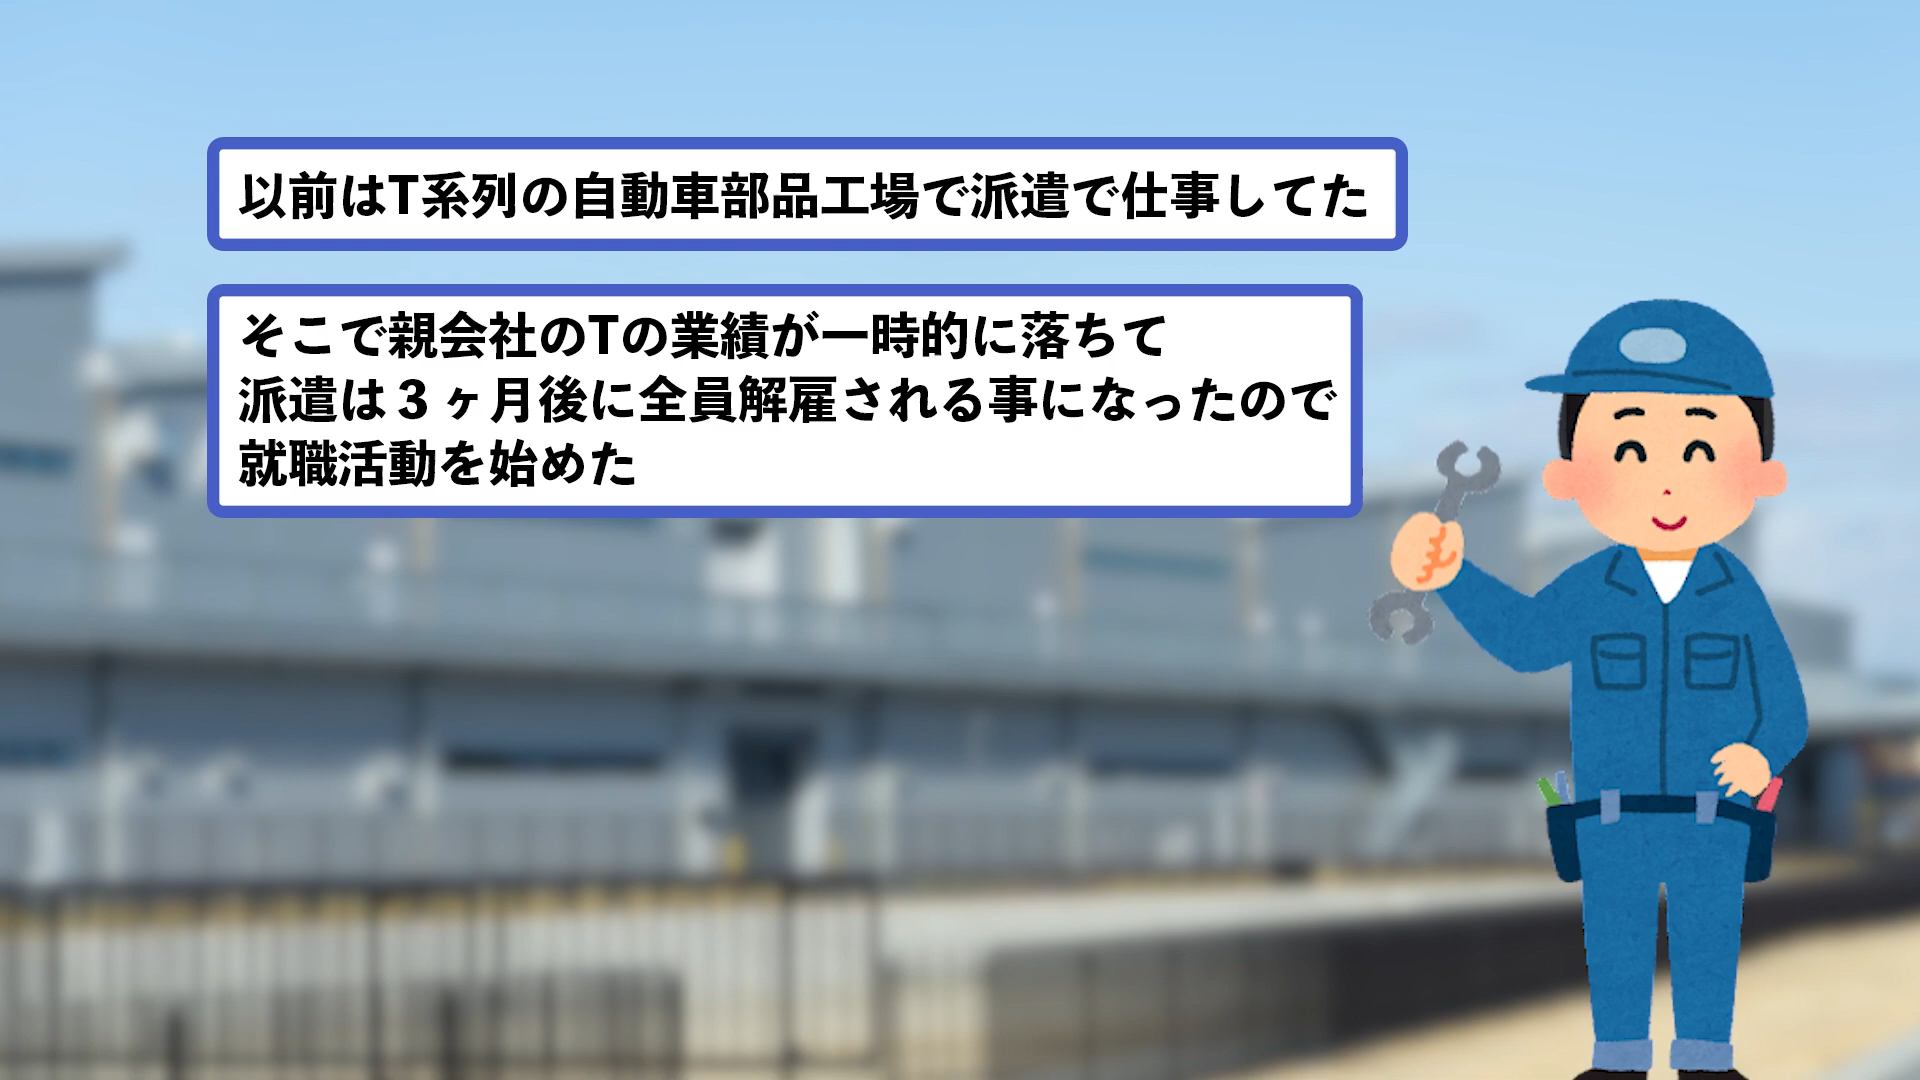 以前はT系列の自動車部品工場で派遣で仕事してた
そこで親会社のTの業績が一時的に落ちて
派遣は３ヶ月後に全員解雇される事になったので
就職活動を始めた